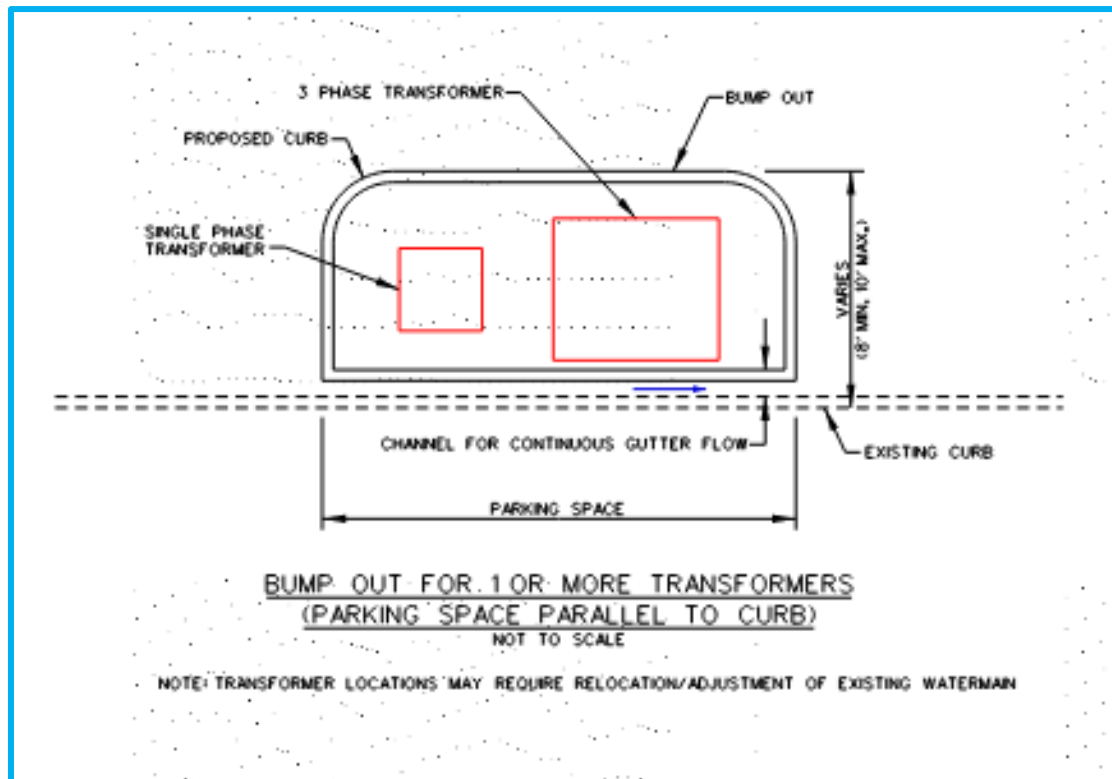 3 PHASE TRANSFORMER
BUMP OUT
PROPOSED CURB
SINGLE PHASE
TRANSFORMER
VARIES
(8' MIN, 10' MAX.)
CHANNEL FOR CONTINUOUS GUTTER FLOW
EXISTING CURB
PARKING SPACE
BUMP OUT FOR 1 OR MORE TRANSFORMERS
(PARKING SPACE PARALLEL TO CURB)
NOT TO SCALE
NOTE: TRANSFORMER LOCATIONS MAY REQUIRE RELOCATION/ADJUSTMENT OF EXISTING WATERMAIN